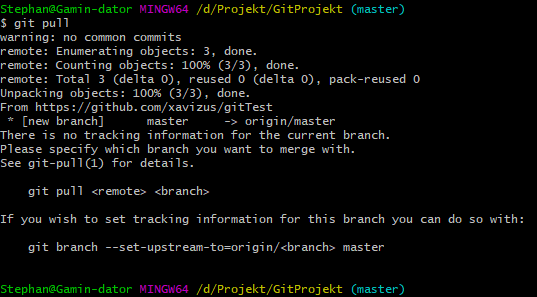 Stephan@Gamin-dator MINGW64 /d/Projekt/GitProjekt (master)
$ git pull
warning: no common commits
remote: Enumerating objects: 3, done.
remote: Counting objects: 100% (3/3), done.
remote: Total 3 (delta 0), reused 0 (delta 0), pack-reused 0
Unpacking objects: 100% (3/3), done.
From https://github.com/xavizus/gitTest
 * [new branch]      master     -> origin/master
There is no tracking information for the current branch.
Please specify which branch you want to merge with.
See git-pull(1) for details.

    git pull <remote> <branch>

If you wish to set tracking information for this branch you can do so with:

    git branch --set-upstream-to=origin/<branch> master

Stephan@Gamin-dator MINGW64 /d/Projekt/GitProjekt (master)